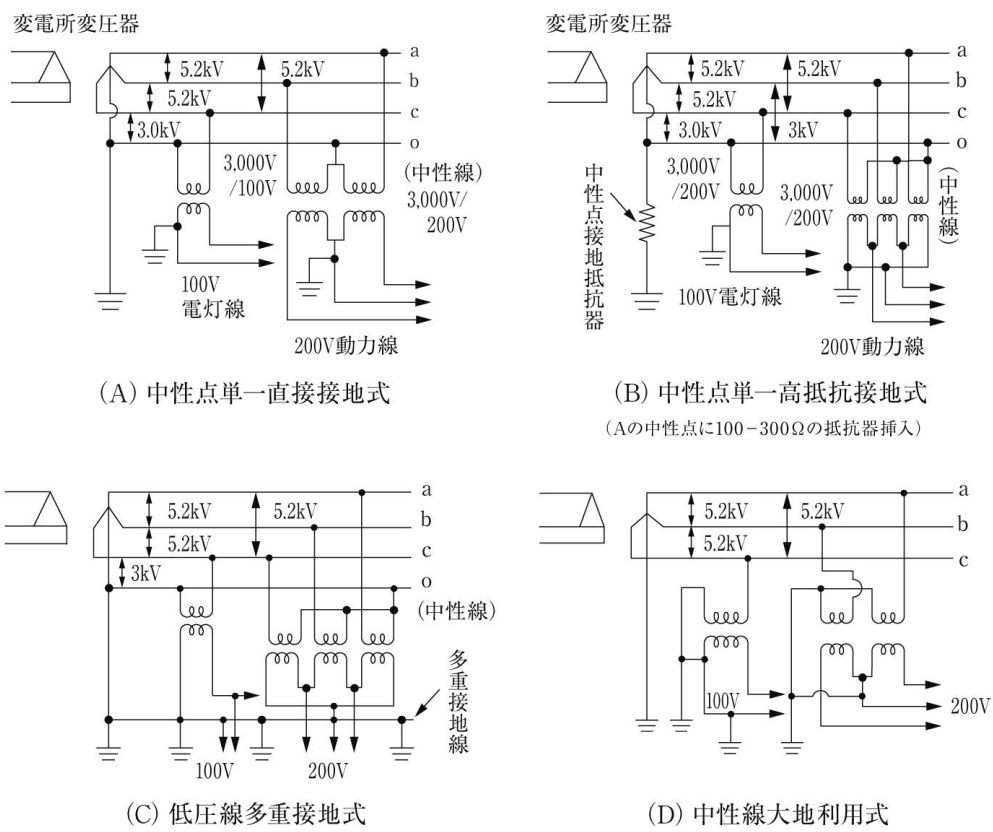 変電所変圧器
a
5.2kV
5.2kV
b
5.2kV
c
3.0kV
o
3,000V
/100V
(中性線)
3,000V/
200V
100V
電灯線
200V動力線
(A) 中性点単一直接接地式
変電所変圧器
a
5.2kV
5.2kV
b
5.2kV
c
3.0kV
3kV
o
3,000V
/200V
3,000V
/200V
(中性線)
中性点接地抵抗器
100V電灯線
200V動力線
(B) 中性点単一高抵抗接地式
(Aの中性点に100-300Ωの抵抗器挿入)
a
5.2kV
5.2kV
b
5.2kV
c
3kV
o
(中性線)
多重接地線
100V
200V
(C) 低圧線多重接地式
a
5.2kV
5.2kV
b
5.2kV
c
100V
200V
(D) 中性線大地利用式